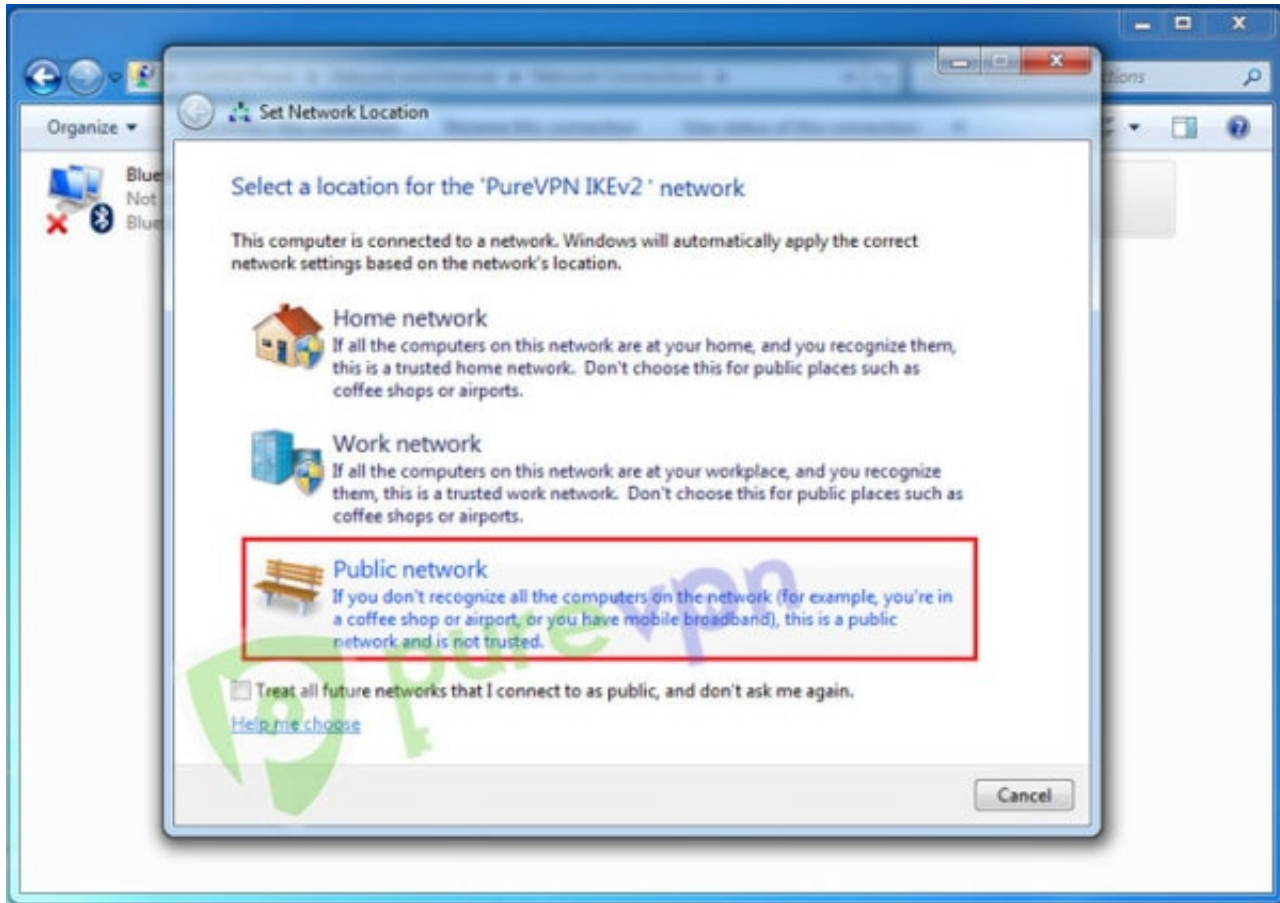 Set Network Location
Organize
Blue
Not
Blue
Select a location for the 'PureVPN IKEv2 ' network
This computer is connected to a network. Windows will automatically apply the correct
network settings based on the network's location.
Home network
If all the computers on this network are at your home, and you recognize them,
this is a trusted home network. Don't choose this for public places such as
coffee shops or airports.
Work network
If all the computers on this network are at your workplace, and you recognize
them, this is a trusted work network. Don't choose this for public places such as
coffee shops or airports.
Public network
If you don't recognize all the computers on the network (for example, you're in
a coffee shop or airport, or you have mobile broadband), this is a public
network and is not trusted.
purevpn
Treat all future networks that I connect to as public, and don't ask me again.
Help me choose
Cancel